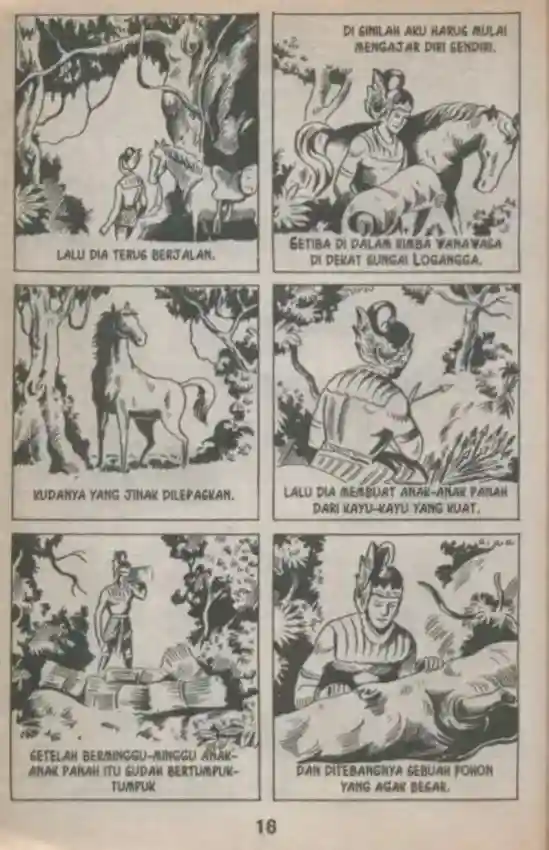 LALU DIA TERUS BERJALAN.
DI SINILAH AKU HARUS MULAI
MENGAJAR DIRI SENDIRI.
SETIBA DI DALAM RIMBA WANAWASA
DI DEKAT SUNGAI LOGANGGA.
KUDANYA YANG JINAK DILEPASKAN.
LALU DIA MEMBUAT ANAK-ANAK PANAH
DARI KAYU-KAYU YANG KUAT.
SETELAH BERMINGGU-MINGGU ANAK-
ANAK PANAH ITU SUDAH BERTUMPUK-
TUMPUK
DAN DITEBANGNYA SEBUAH POHON
YANG AGAK BESAR.
16